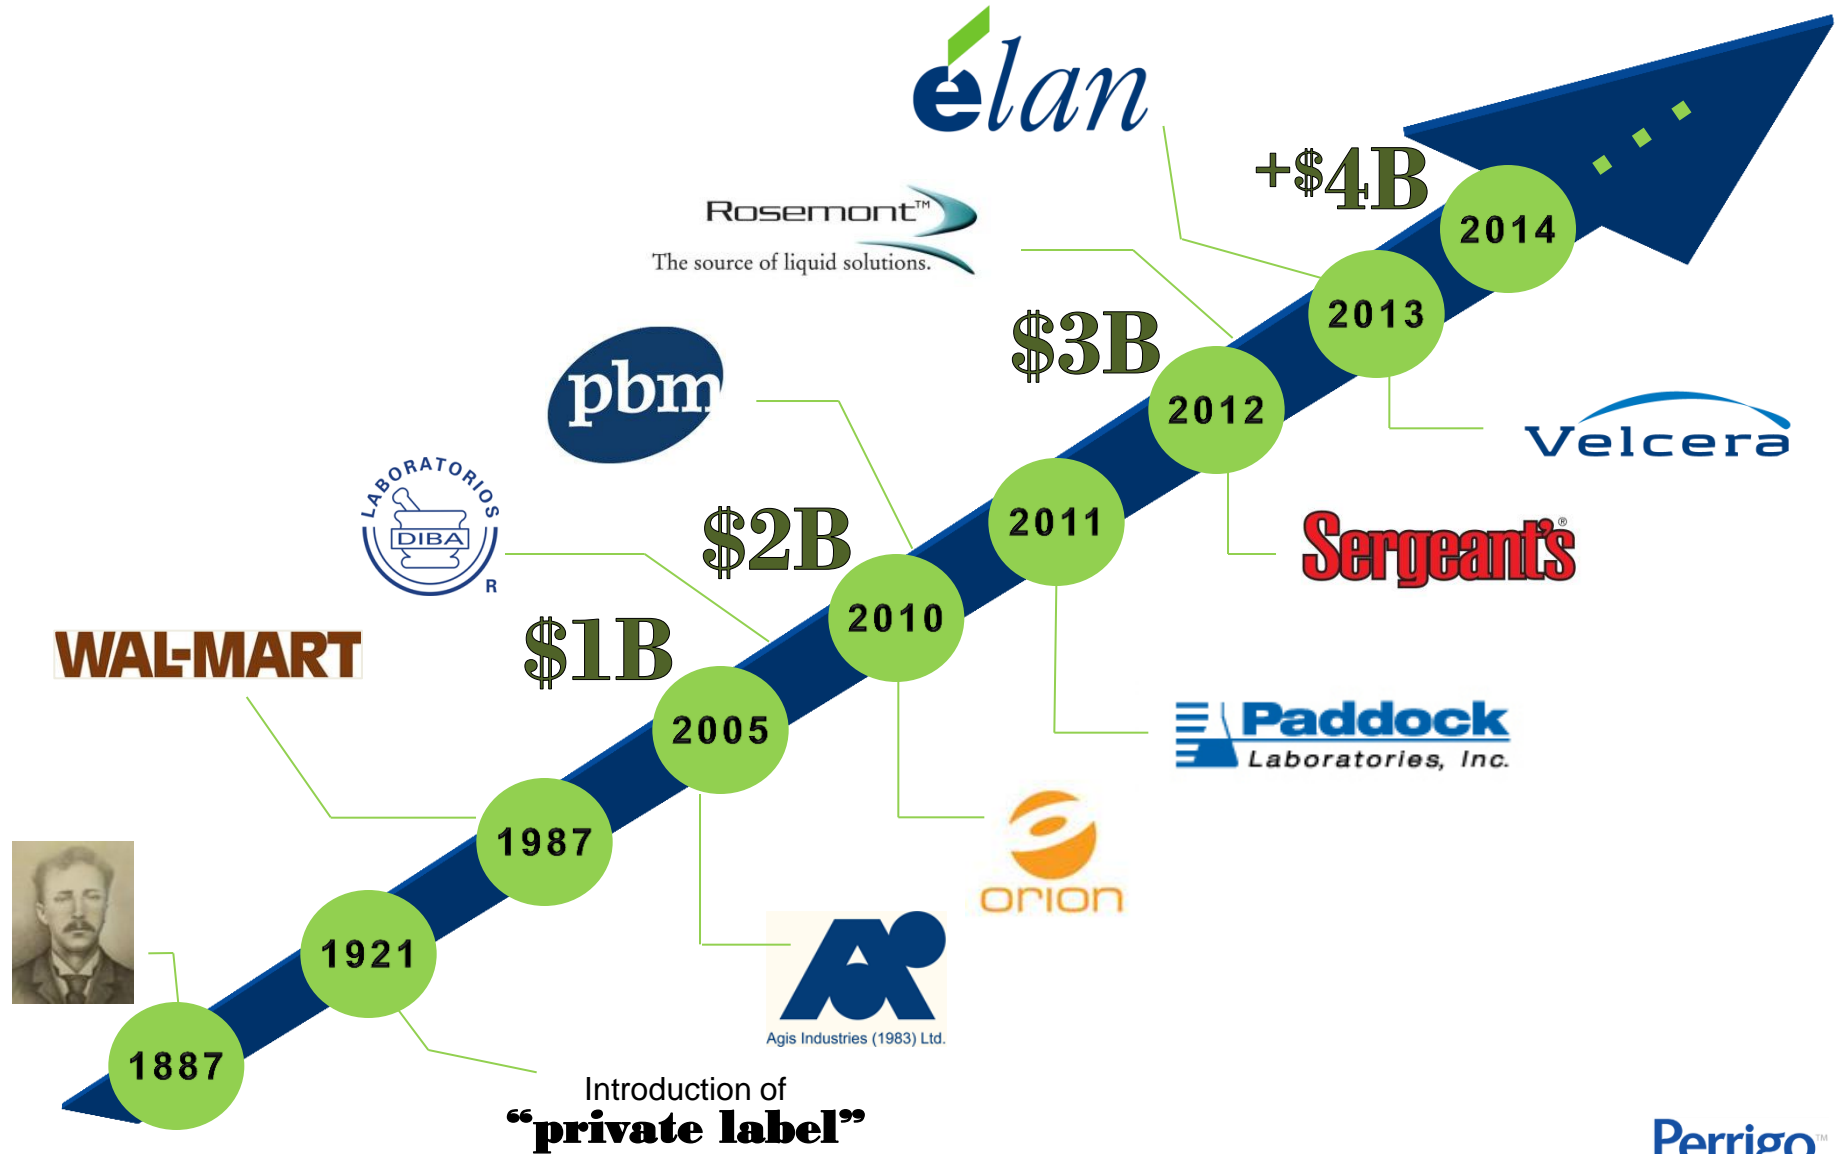 élan
+$4B
2014
Rosemont™
The source of liquid solutions.
2013
$3B
pbm
2012
Velcera
LABORATORIOS
DIBA
R
$2B
2011
Sergeant's®
$1B
2010
WAL-MART
2005
Paddock
Laboratories, Inc.
1987
orion
1921
Agis Industries (1983) Ltd.
1887
Introduction of
“private label”
Perrigo™